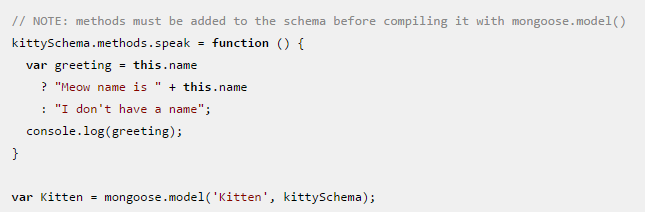 // NOTE: methods must be added to the schema before compiling it with mongoose.model()
kittySchema.methods.speak = function () {
  var greeting = this.name
    ? "Meow name is " + this.name
    : "I don't have a name";
  console.log(greeting);
}

var Kitten = mongoose.model('Kitten', kittySchema);